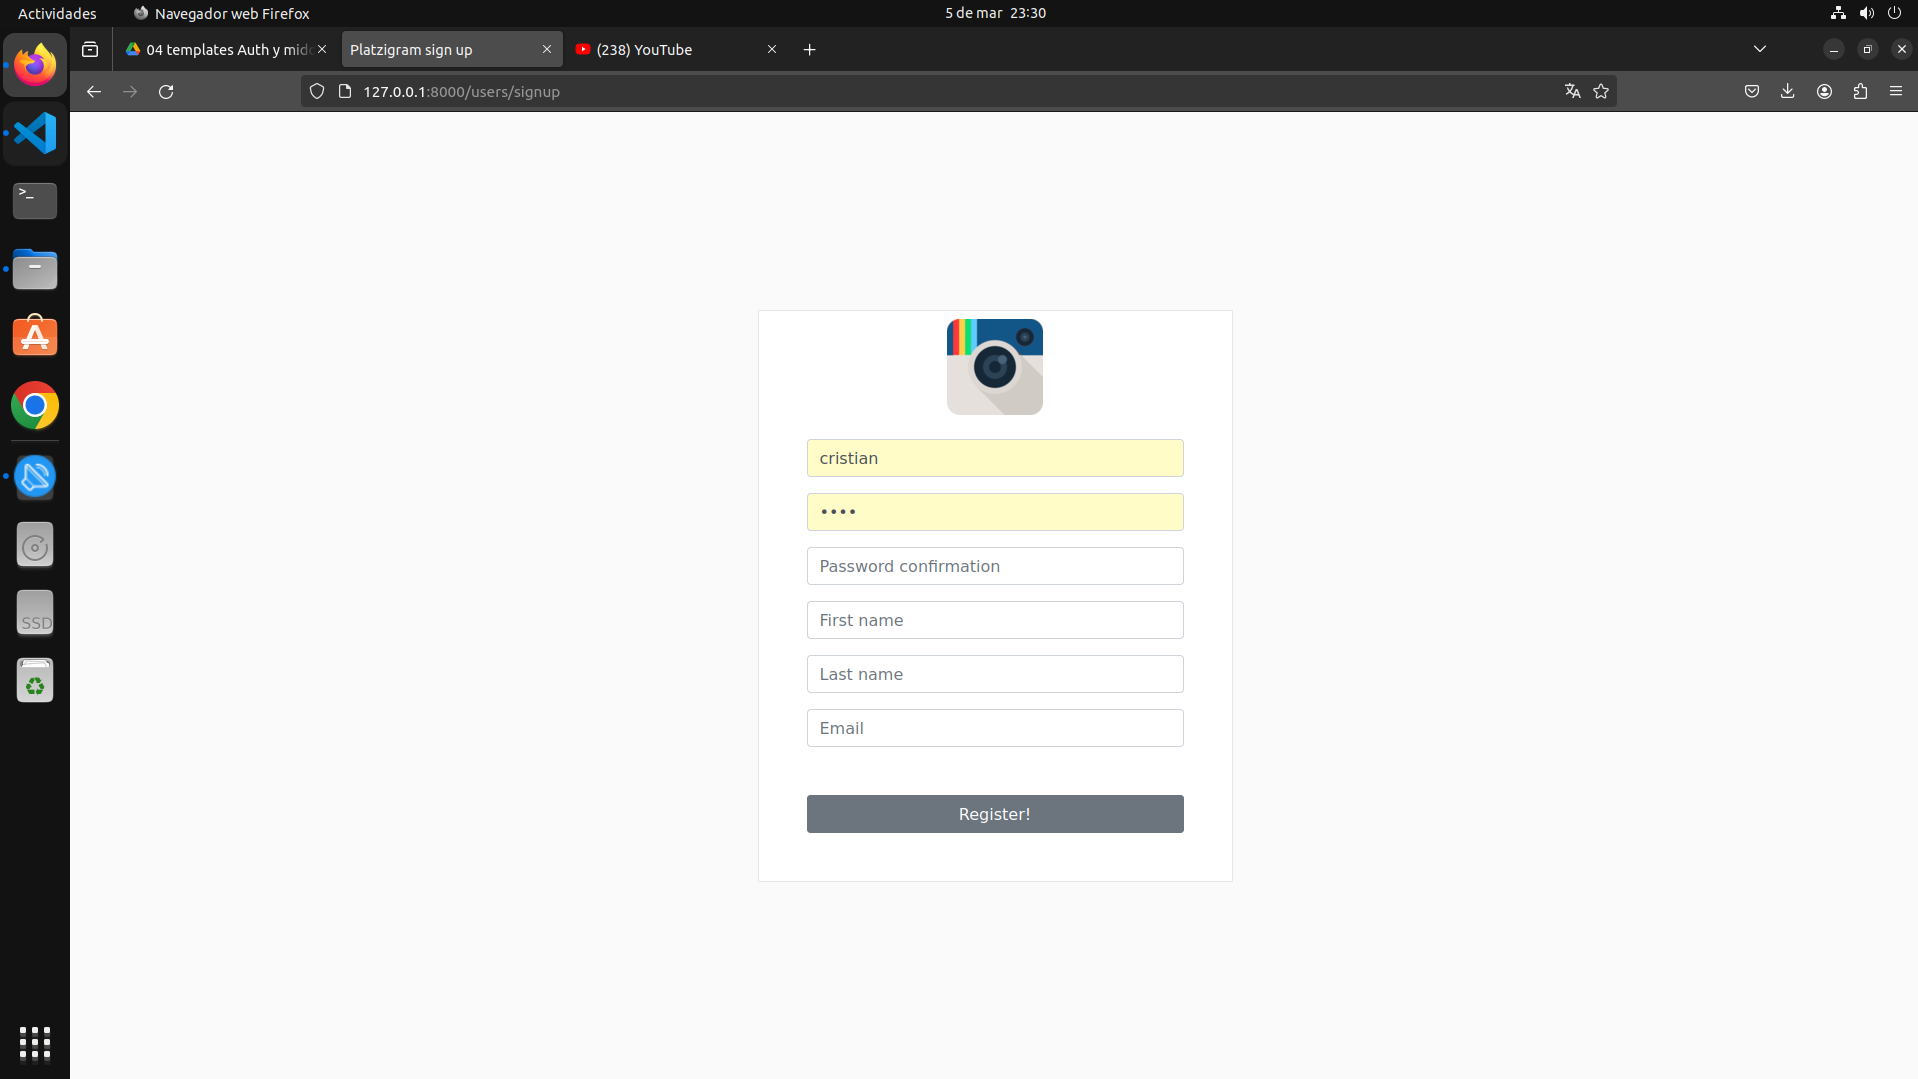 Actividades
Navegador web Firefox
5 de mar 23:30
04 templates Auth y midd
Platzigram sign up
(238) YouTube
127.0.0.1:8000/users/signup
>_
SSD
cristian
••••
Password confirmation
First name
Last name
Email
Register!